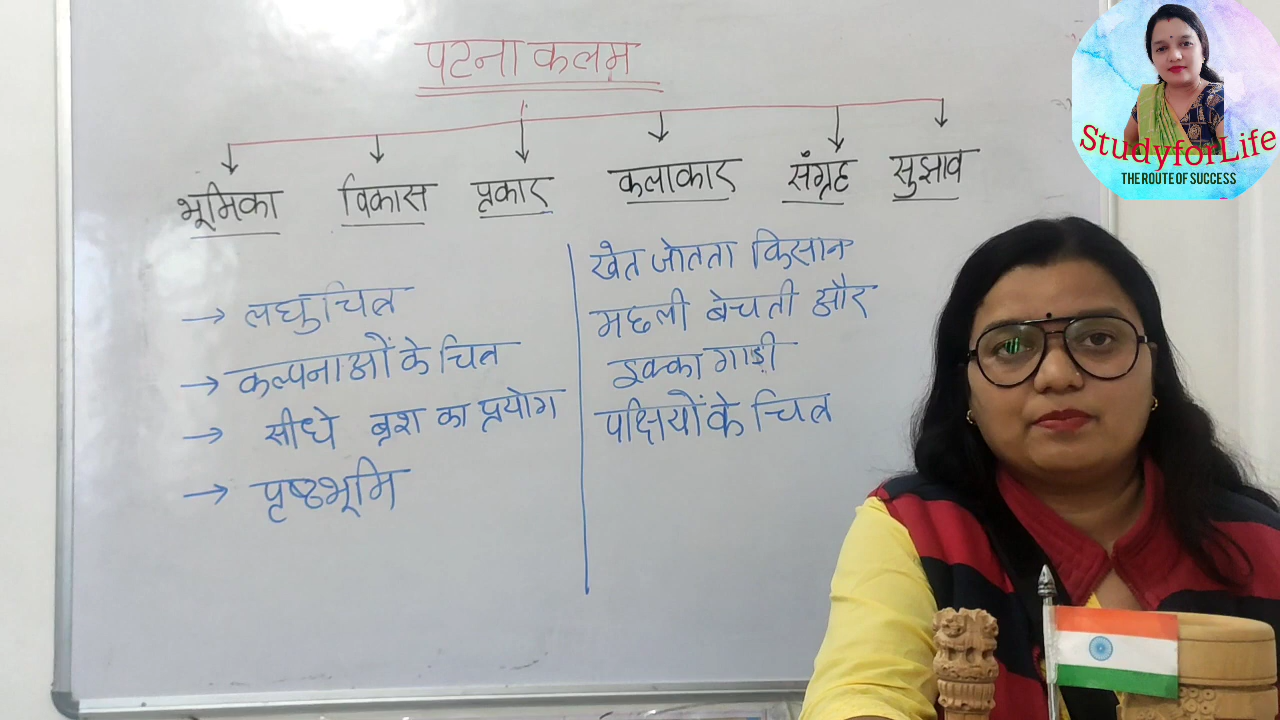 पटना कलम
भूमिका विकास प्रकार कलाकार संग्रह सुझाव
→ लघुचित्र
→ कल्पनाओं के चित्र
→ सीधे ब्रश का प्रयोग
→ पृष्ठभूमि
खेत जोतता किसान
मछली बेचती औरत
इक्का गाड़ी
पक्षियों के चित्र
StudyforLife
THE ROUTE OF SUCCESS